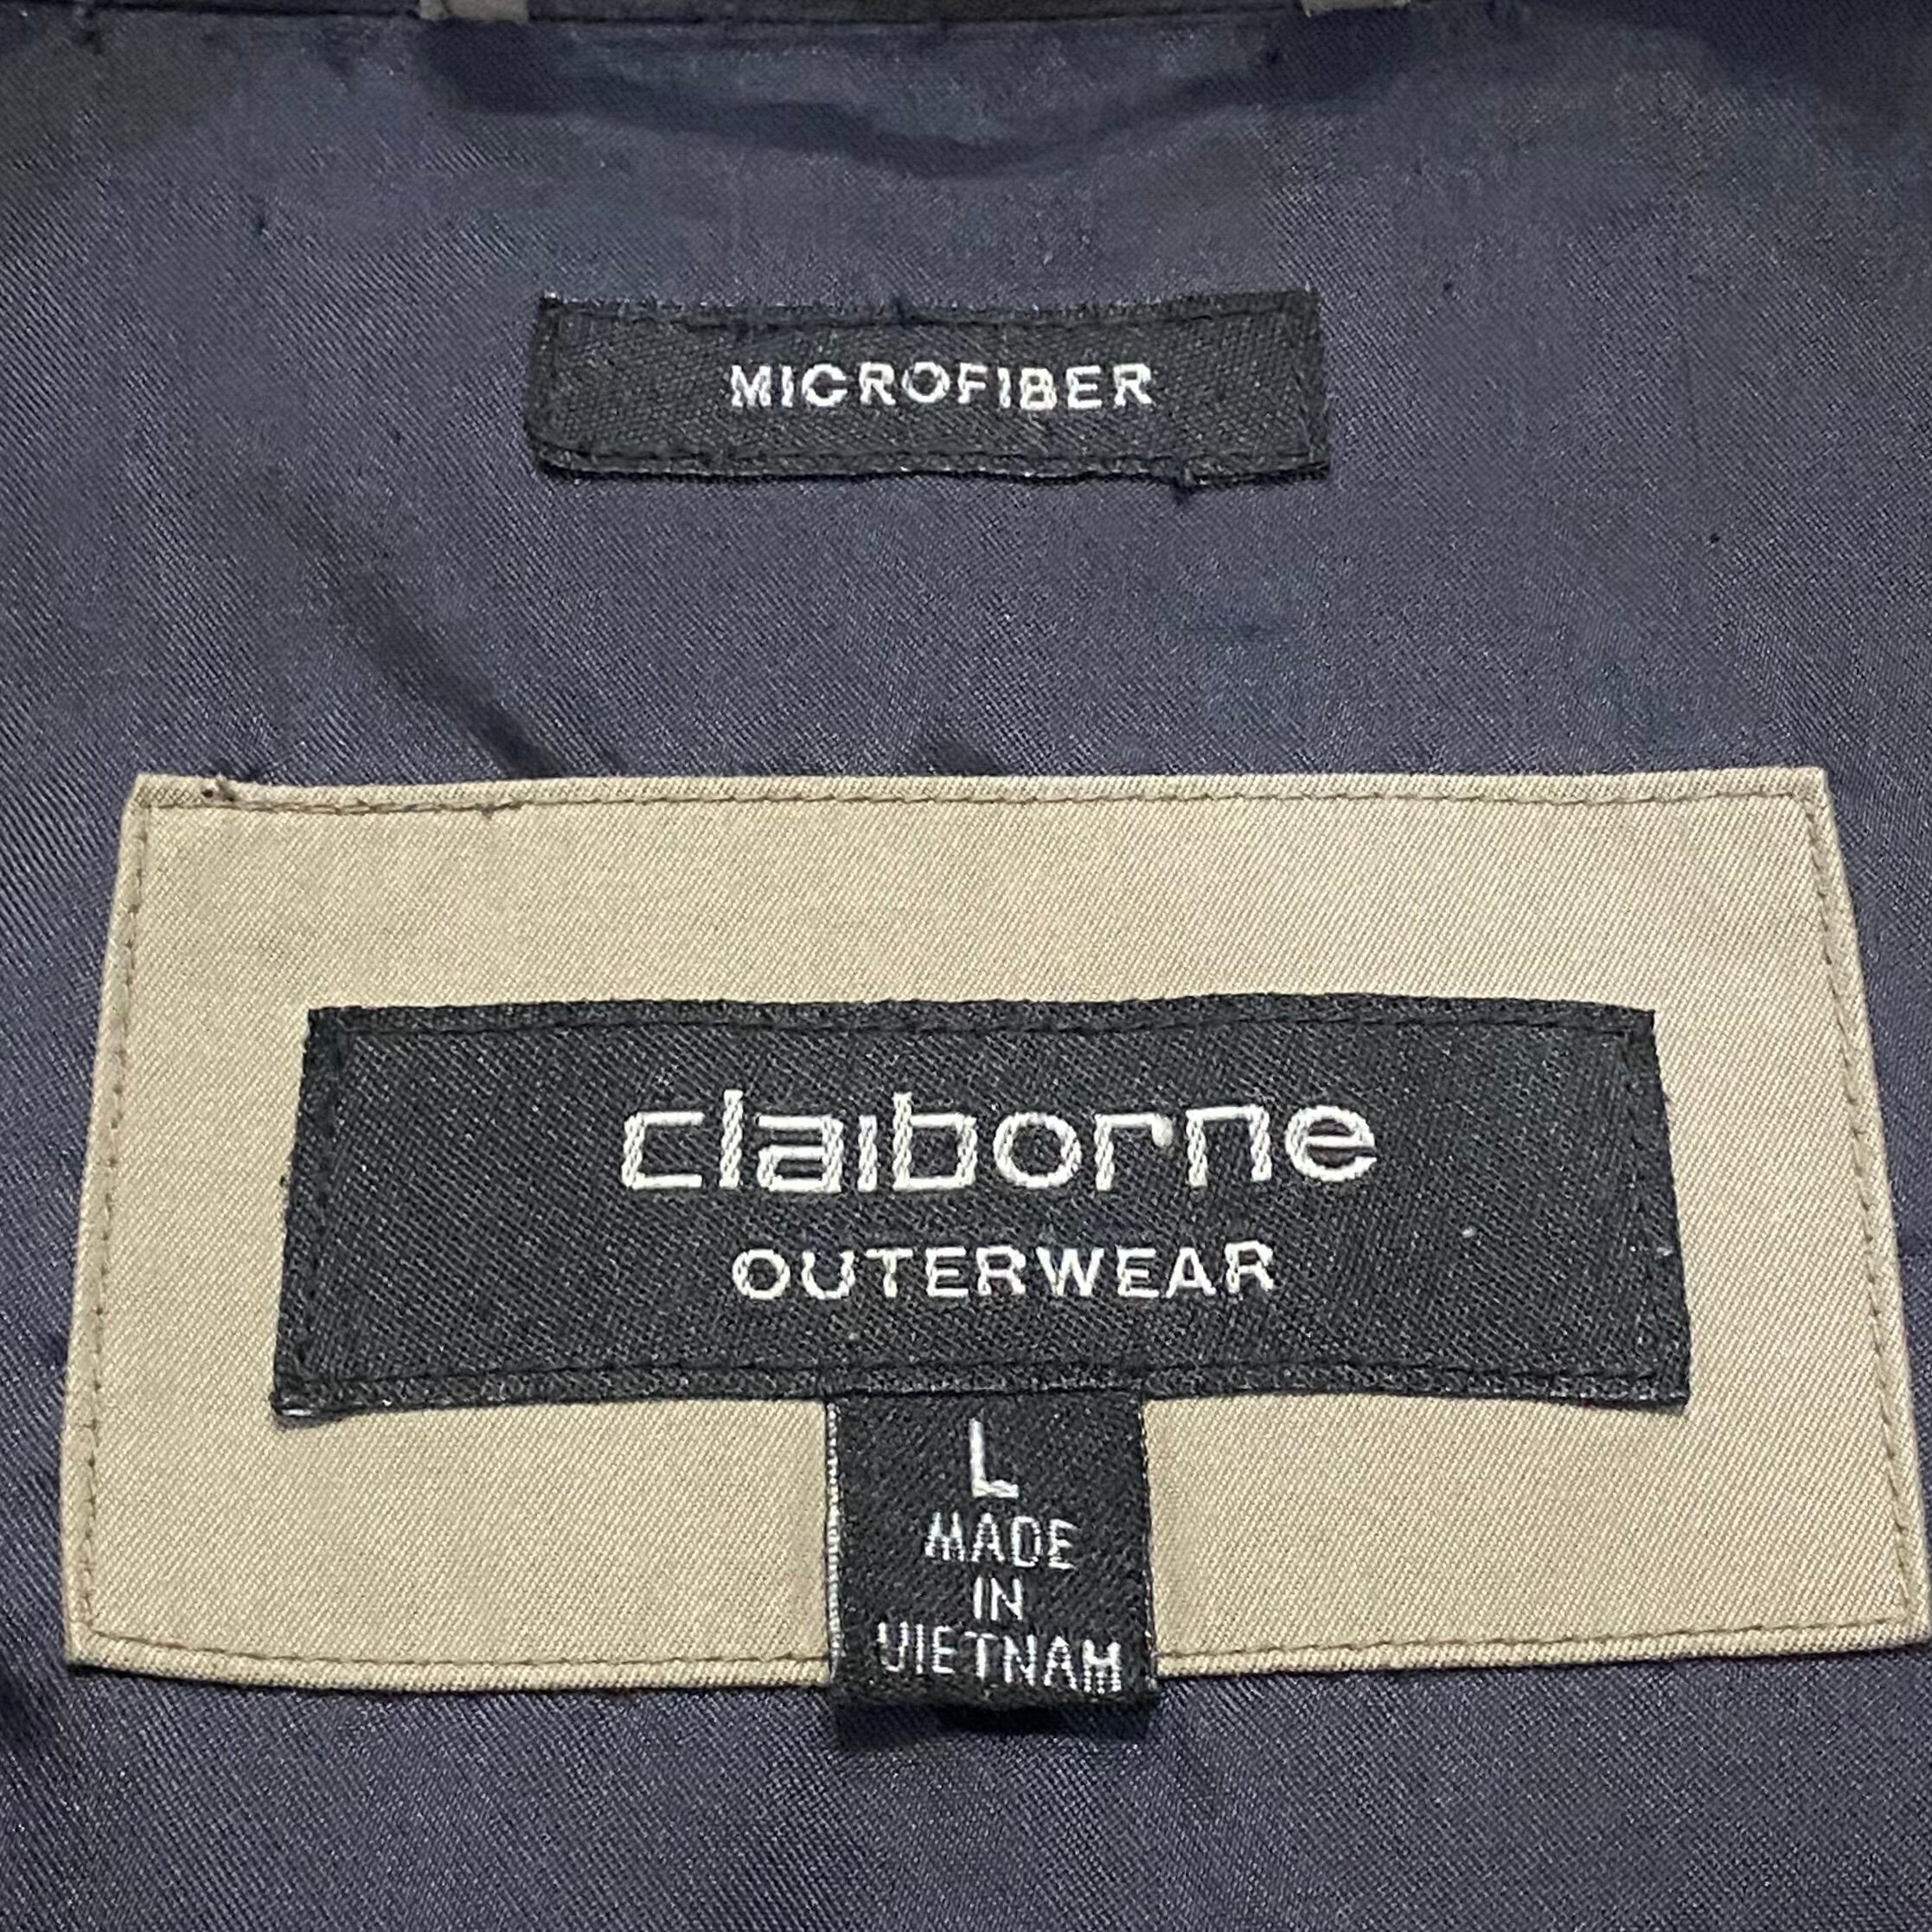 MICROFIBER
claiborne
OUTERWEAR
L
MADE
IN
VIETNAM